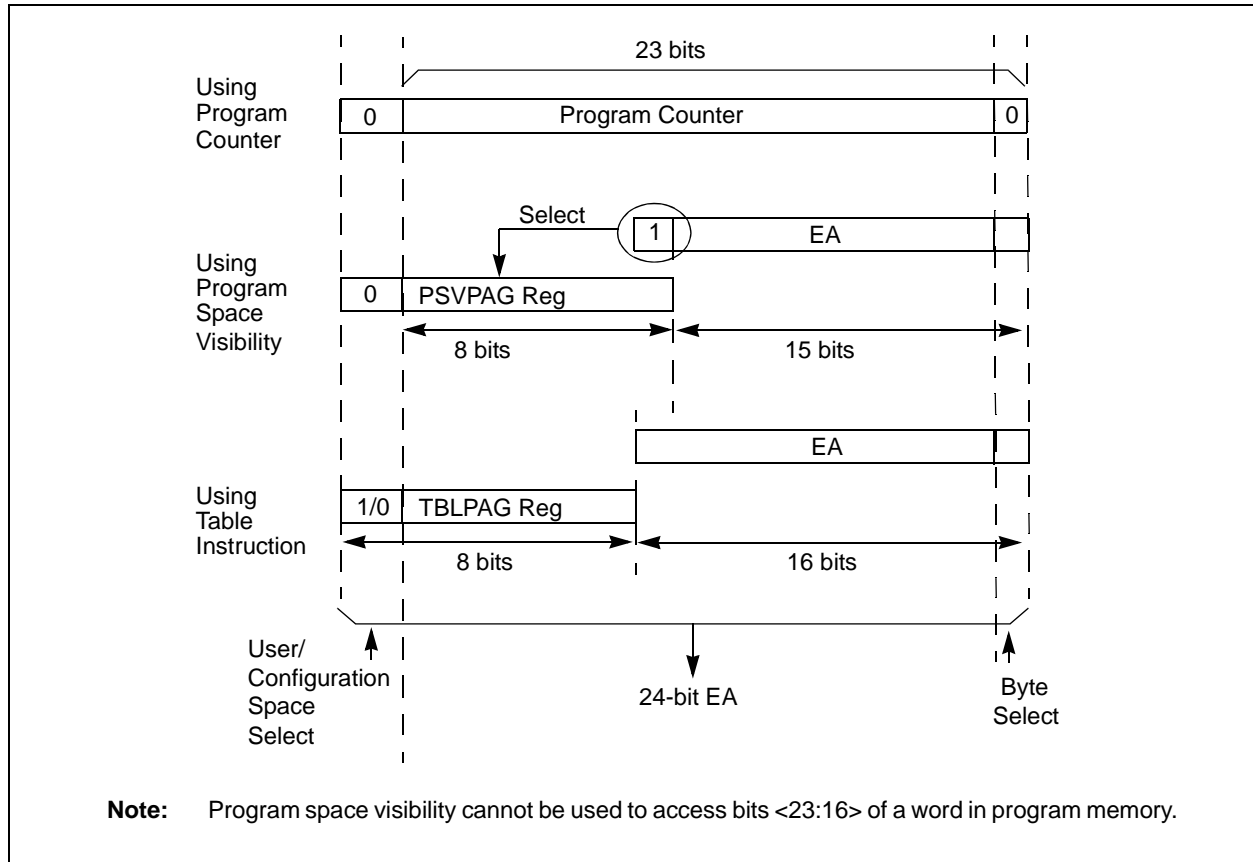 23 bits
Using
Program
Counter
0
Program Counter
0
Select
1
EA
Using
Program
Space
Visibility
0
PSVPAG Reg
8 bits
15 bits
EA
Using
Table
Instruction
1/0
TBLPAG Reg
8 bits
16 bits
User/
Configuration
Space
Select
24-bit EA
Byte
Select
Note: Program space visibility cannot be used to access bits <23:16> of a word in program memory.